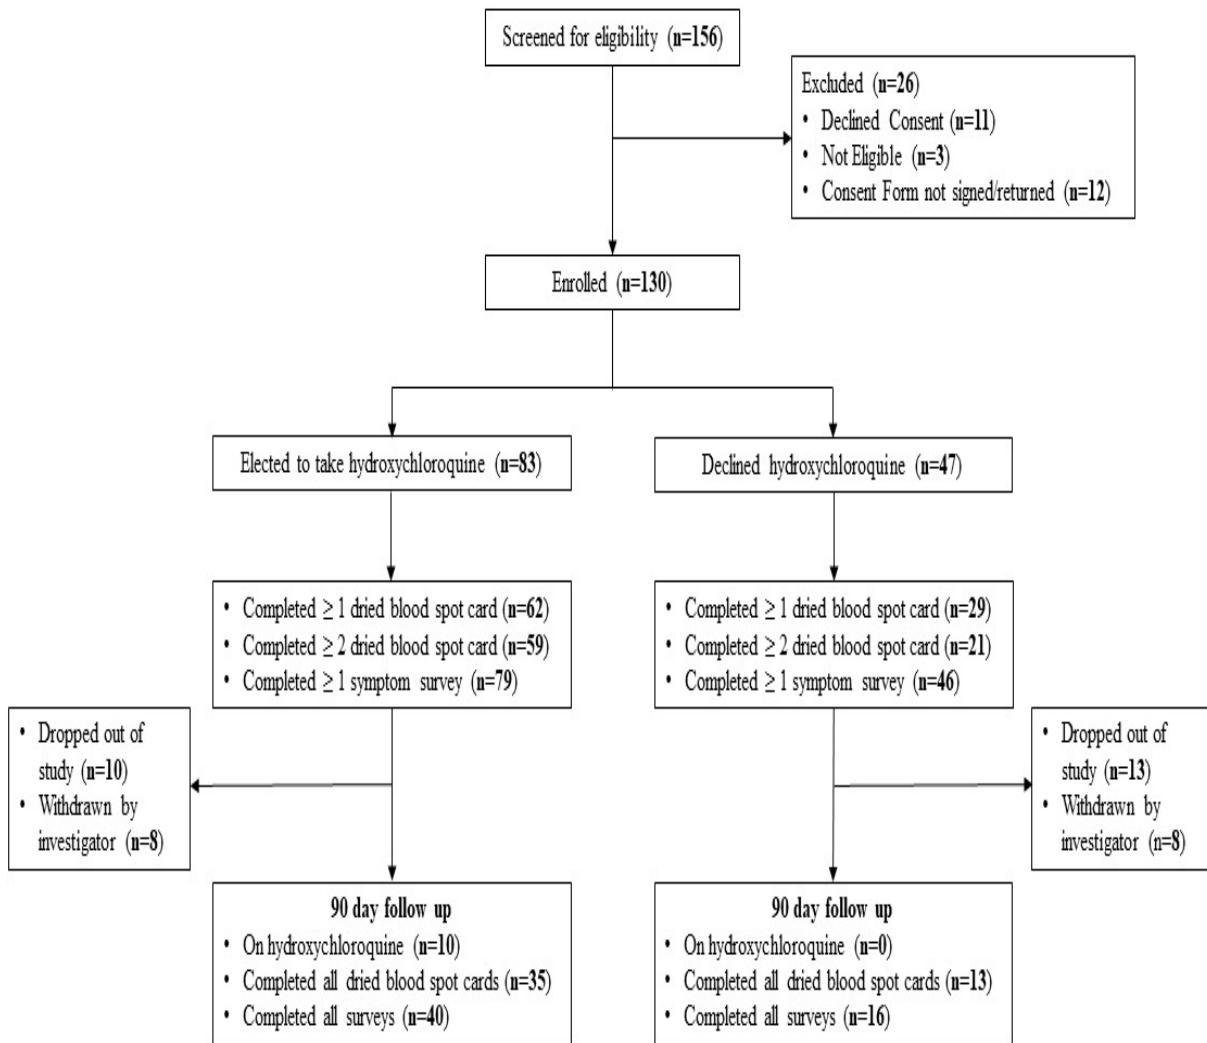 Screened for eligibility (n=156)
Excluded (n=26)
• Declined Consent (n=11)
• Not Eligible (n=3)
• Consent Form not signed/returned (n=12)
Enrolled (n=130)
Elected to take hydroxychloroquine (n=83)
Declined hydroxychloroquine (n=47)
• Completed ≥ 1 dried blood spot card (n=62)
• Completed ≥ 2 dried blood spot card (n=59)
• Completed ≥ 1 symptom survey (n=79)
• Completed ≥ 1 dried blood spot card (n=29)
• Completed ≥ 2 dried blood spot card (n=21)
• Completed ≥ 1 symptom survey (n=46)
• Dropped out of
study (n=10)
• Withdrawn by
investigator (n=8)
• Dropped out of
study (n=13)
• Withdrawn by
investigator (n=8)
90 day follow up
• On hydroxychloroquine (n=10)
• Completed all dried blood spot cards (n=35)
• Completed all surveys (n=40)
90 day follow up
• On hydroxychloroquine (n=0)
• Completed all dried blood spot cards (n=13)
• Completed all surveys (n=16)